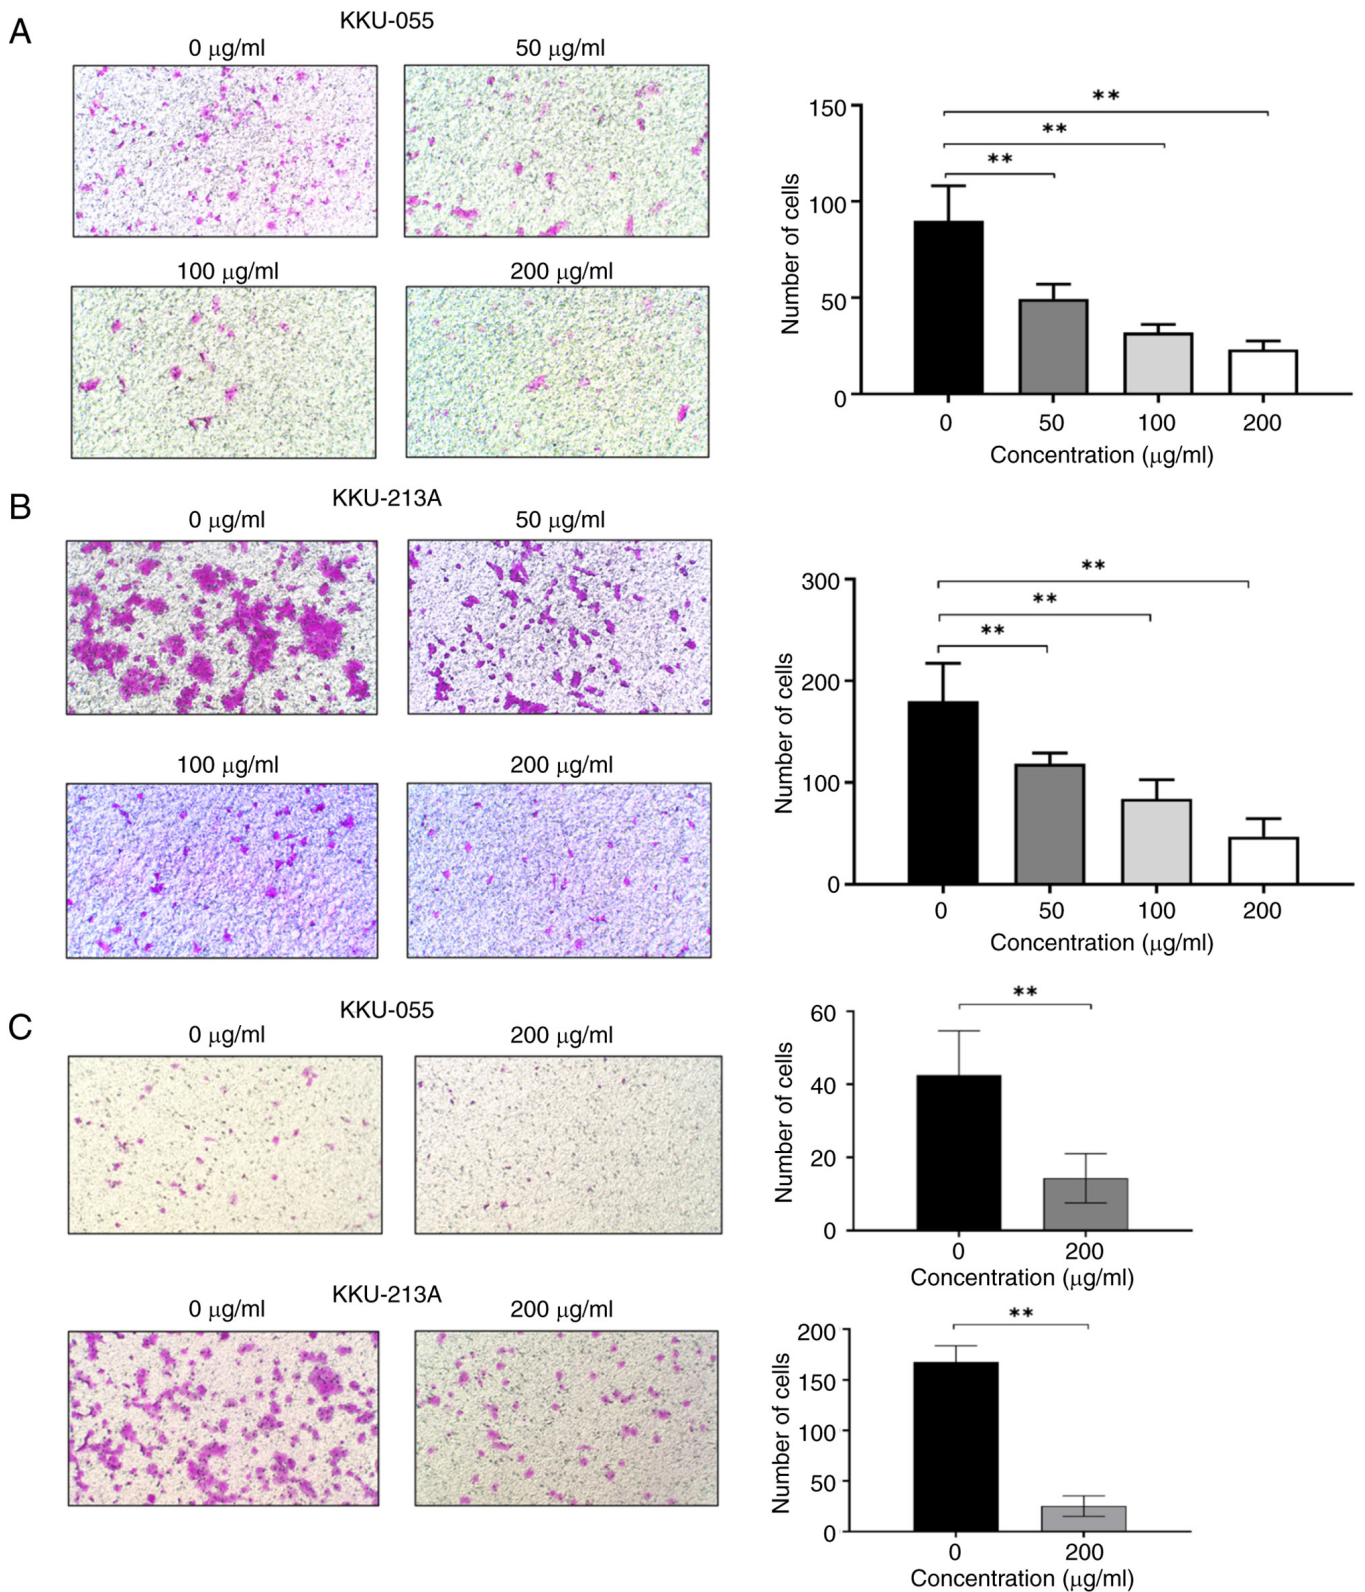 A
KKU-055
0 μg/ml
50 μg/ml
100 μg/ml
200 μg/ml
**
**
**
150
100
50
0
Number of cells
0 50 100 200
Concentration (μg/ml)
B
KKU-213A
0 μg/ml
50 μg/ml
100 μg/ml
200 μg/ml
**
**
**
300
200
100
0
Number of cells
0 50 100 200
Concentration (μg/ml)
C
KKU-055
0 μg/ml
200 μg/ml
**
60
40
20
0
Number of cells
0 200
Concentration (μg/ml)
KKU-213A
0 μg/ml
200 μg/ml
**
200
150
100
50
0
Number of cells
0 200
Concentration (μg/ml)